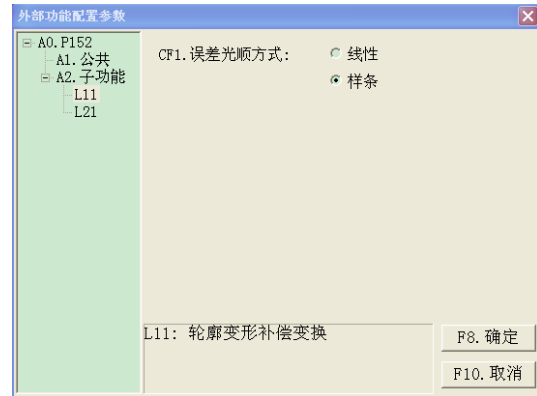 外部功能配置参数
A0.P152
A1.公共
A2.子功能
L11
L21
CF1.误差光顺方式:
线性
样条
L11: 轮廓变形补偿变换
F8.确定
F10.取消